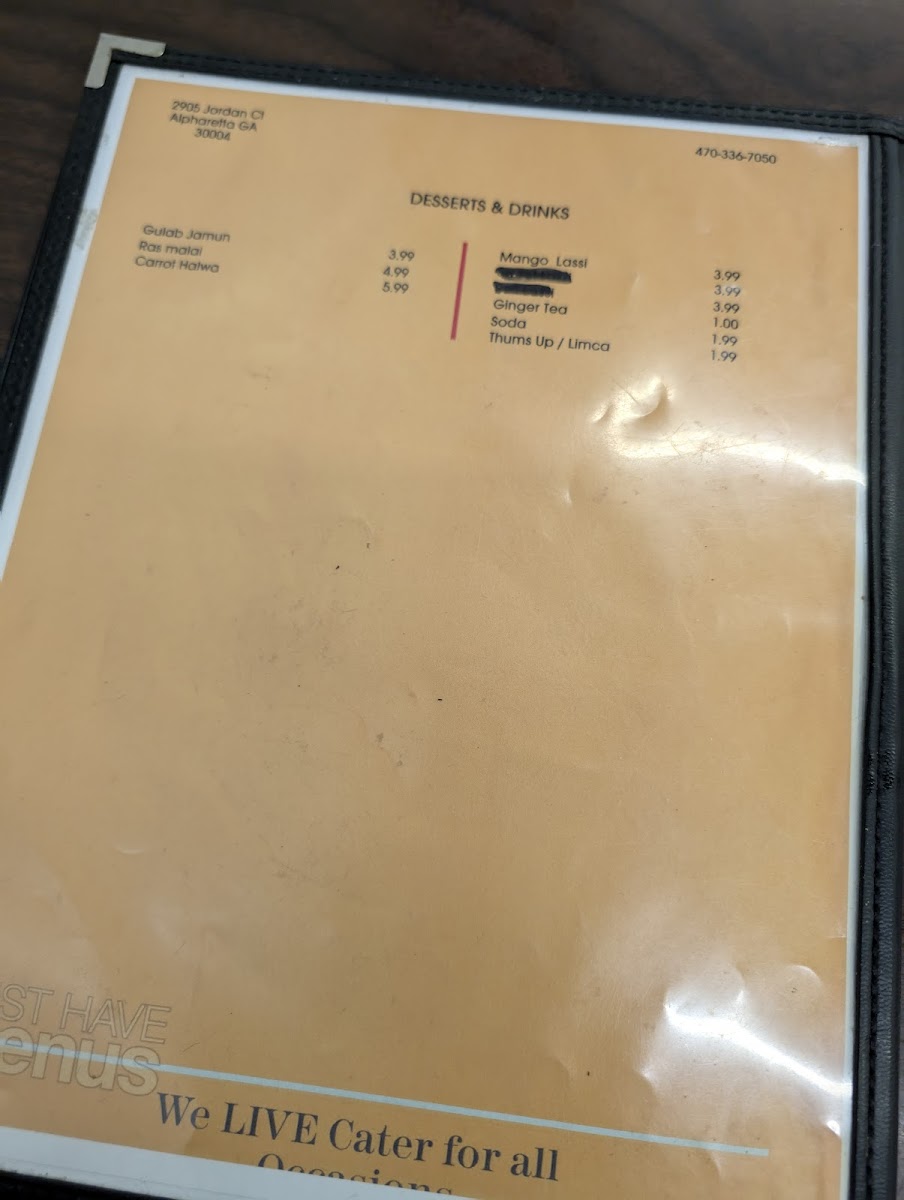 2905 Jordan Ct
Alpharetta GA
30004
470-336-7050
DESSERTS & DRINKS
Gulab Jamun 3.99
Ras malai 4.99
Carrot Halwa 5.99
Mango Lassi 3.99
3.99
3.99
Ginger Tea 1.00
Soda 1.99
Thums Up / Limca 1.99
ST HAVE
enus
We LIVE Cater for all
Occasions